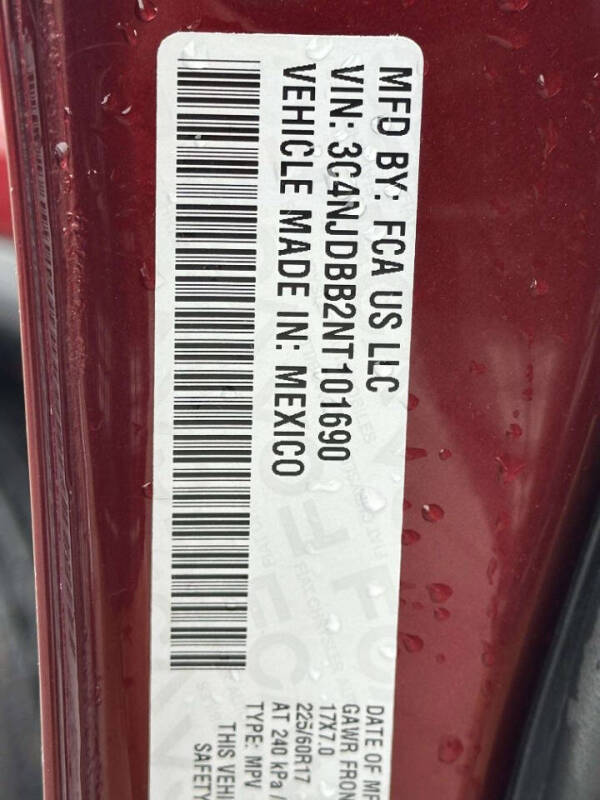 MFD BY: FCA US LLC
VIN: 3C4NJDBB2NT101690
VEHICLE MADE IN: MEXICO
DATE OF MF
GAWR FRON
17X7.0
225/60R17
AT 240 kPa /
TYPE: MPV
THIS VEHI
SAFETY